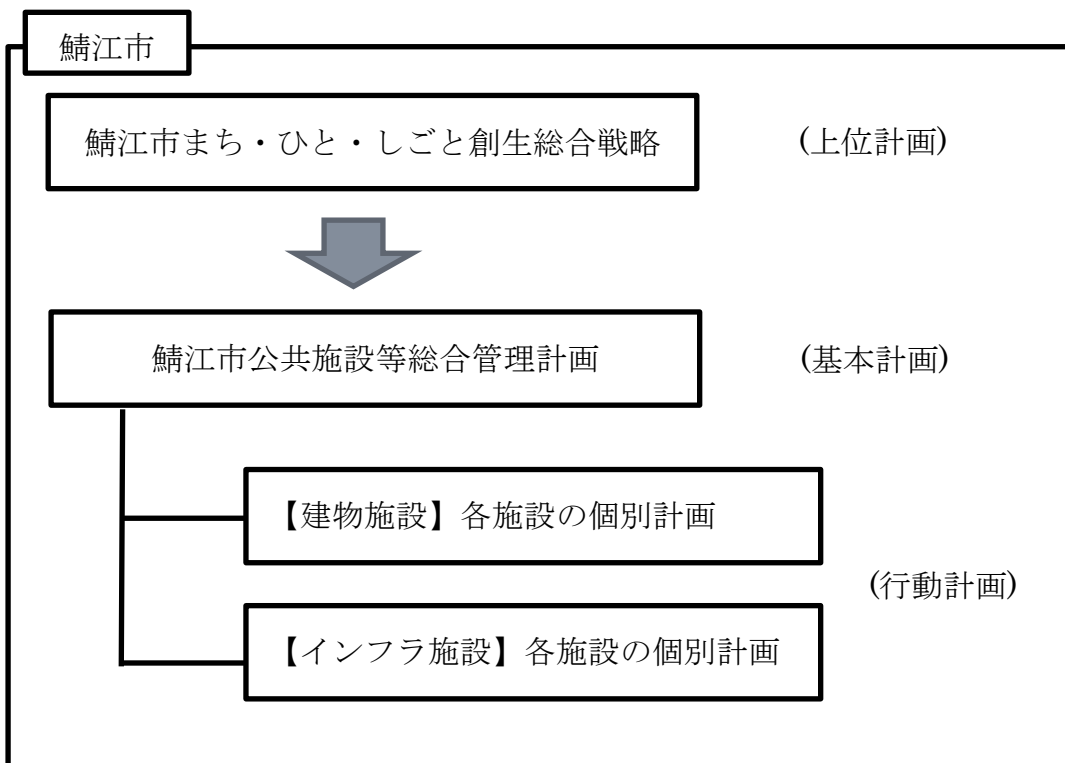 鯖江市
鯖江市まち・ひと・しごと創生総合戦略
(上位計画)
鯖江市公共施設等総合管理計画
(基本計画)
【建物施設】各施設の個別計画
(行動計画)
【インフラ施設】各施設の個別計画